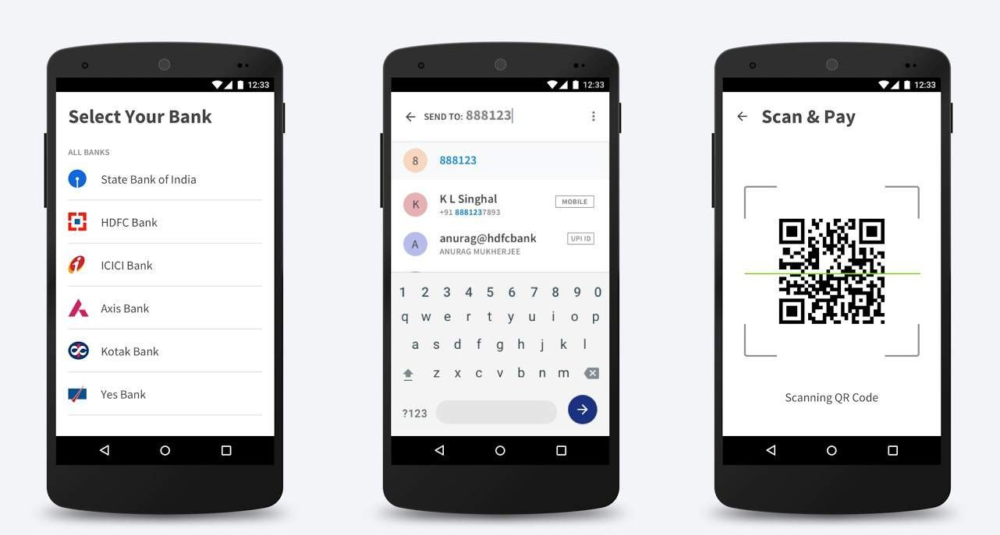 12:33
Select Your Bank
ALL BANKS
State Bank of India
HDFC Bank
ICICI Bank
Axis Bank
Kotak Bank
Yes Bank
12:33
SEND TO: 888123
8 888123
K K L Singhal MOBILE
+91 8881237893
A anurag@hdfcbank UPI ID
ANURAG MUKHERJEE
1 2 3 4 5 6 7 8 9 0
q w e r t y u i o p
a s d f g h j k l
z x c v b n m
?123
12:33
Scan & Pay
Scanning QR Code